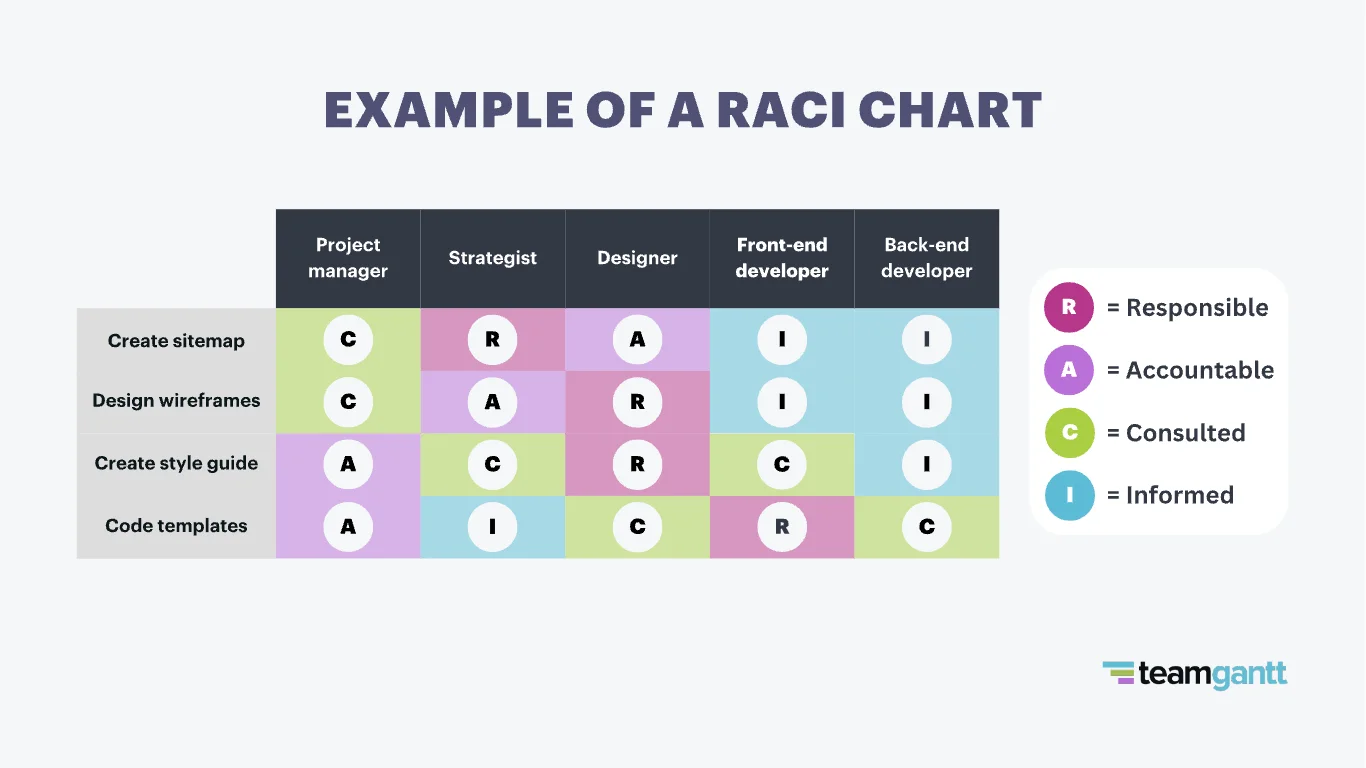 EXAMPLE OF A RACI CHART
Project manager Strategist Designer Front-end developer Back-end developer
Create sitemap C R A I I
Design wireframes C A R I I
Create style guide A C R C I
Code templates A I C R C
R = Responsible
A = Accountable
C = Consulted
I = Informed
teamgantt